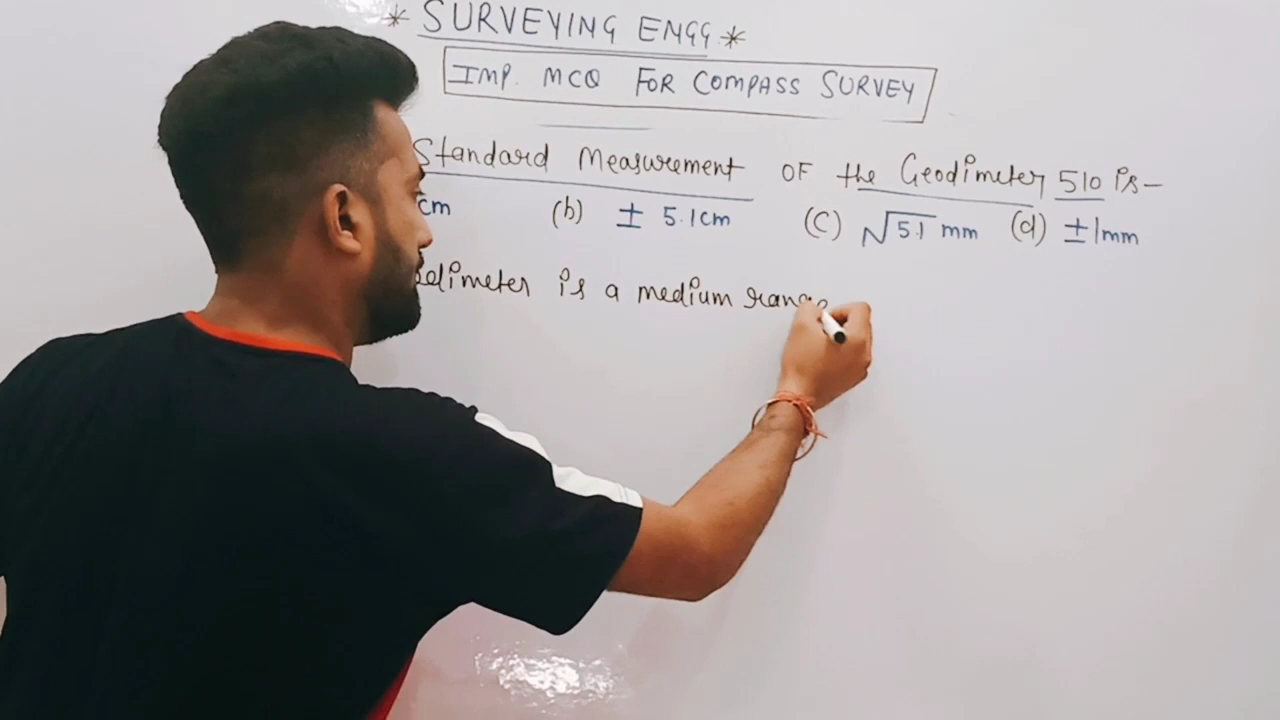 * SURVEYING ENGG *
IMP. MCQ FOR COMPASS SURVEY
Standard Measurement OF the Geodimeter 510 is-
cm (b) ± 5.1cm (C) √5.1 mm (d) ±1mm
is a medium range